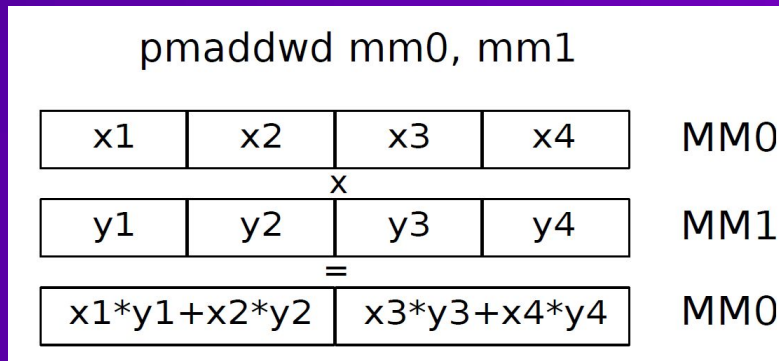 pmaddwd mm0, mm1
x1 x2 x3 x4 MM0
x
y1 y2 y3 y4 MM1
=
x1*y1+x2*y2 x3*y3+x4*y4 MM0